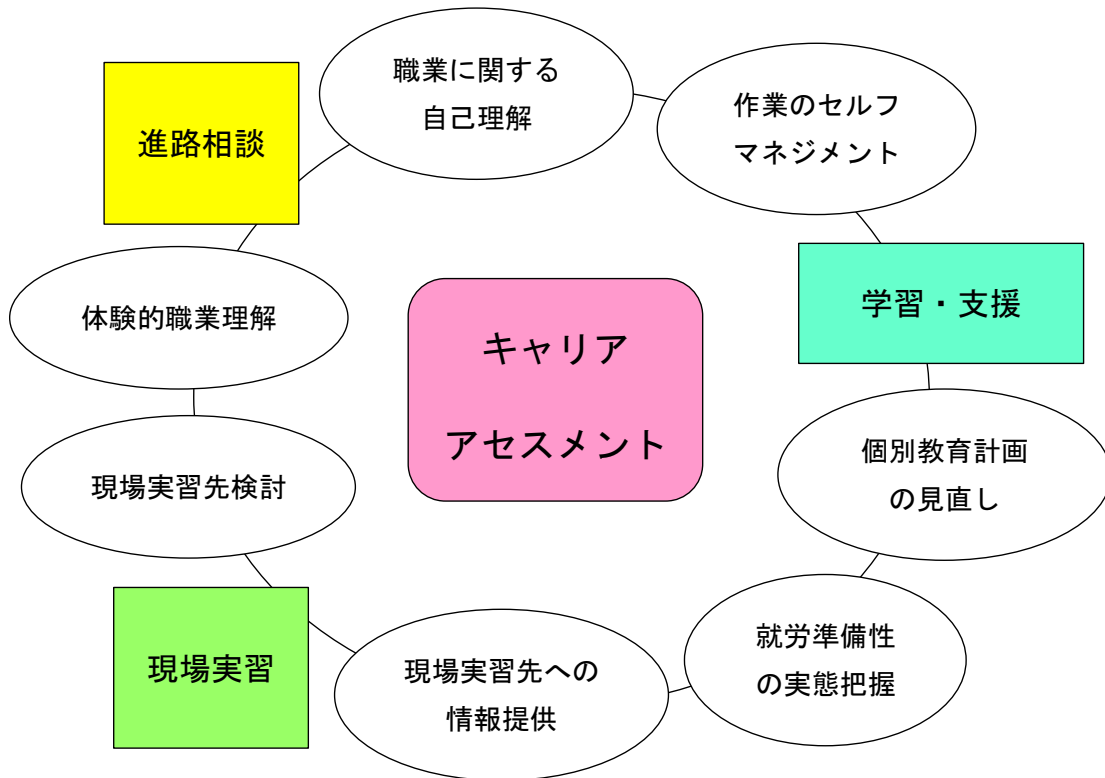 職業に関する
自己理解
作業のセルフ
マネジメント
進路相談
学習・支援
体験的職業理解
キャリア
アセスメント
個別教育計画
の見直し
現場実習先検討
就労準備性
の実態把握
現場実習
現場実習先への
情報提供